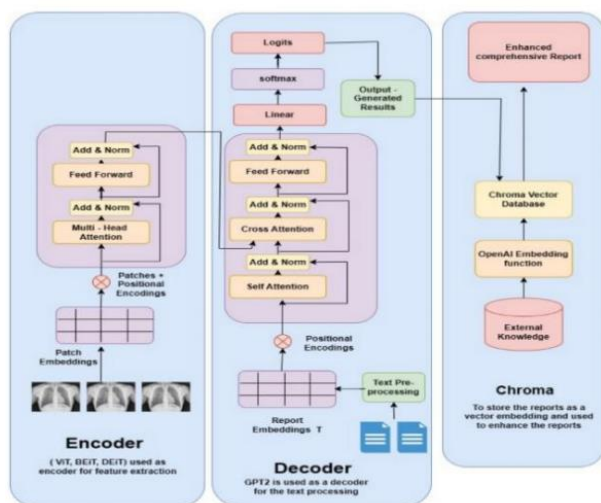 Add & Norm
Feed Forward
Add & Norm
Multi - Head
Attention
Patches +
Positional
Encodings
Patch
Embeddings
Encoder
( ViT, BEiT, DEiT) used as
encoder for feature extraction
Logits
softmax
Linear
Output -
Generated
Results
Add & Norm
Feed Forward
Add & Norm
Cross Attention
Add & Norm
Self Attention
Positional
Encodings
Text Pre-
processing
Report
Embeddings T
Decoder
GPT2 is used as a decoder
for the text processing
Enhanced
comprehensive Report
Chroma Vector
Database
OpenAI Embedding
function
External
Knowledge
Chroma
To store the reports as a
vector embedding and used
to enhance the reports